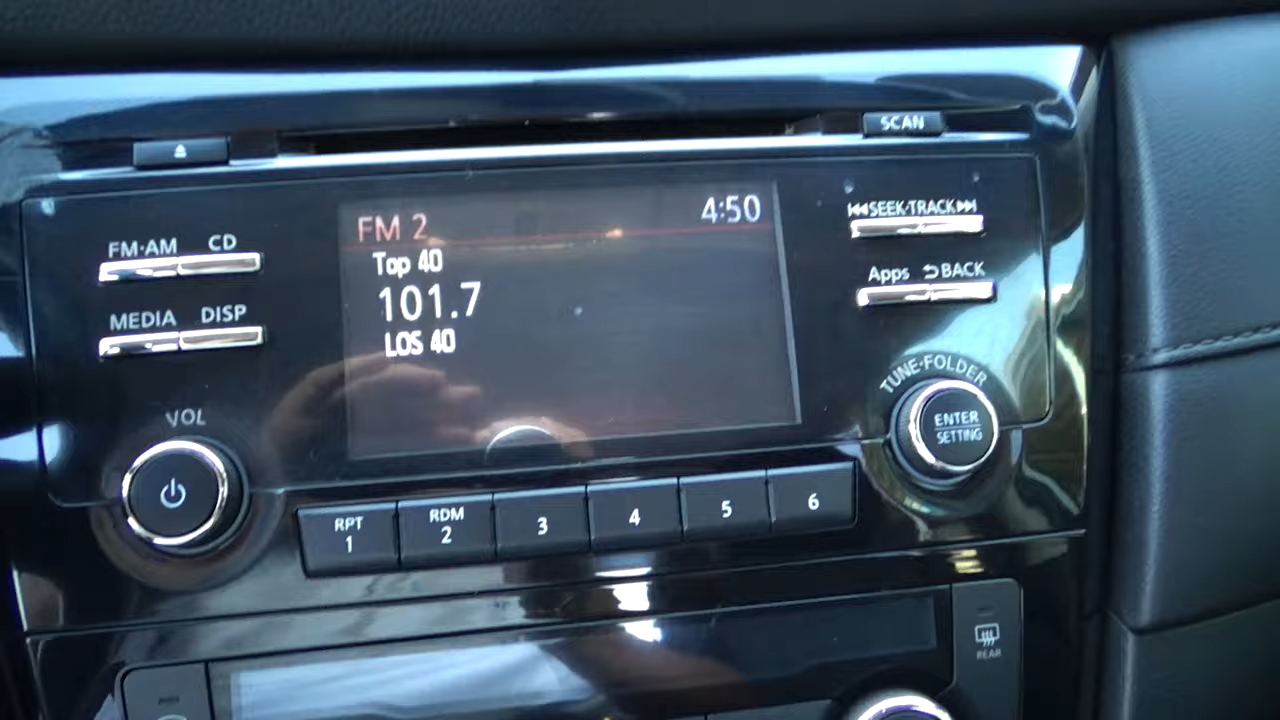 SCAN
FM·AM CD
MEDIA DISP
VOL
FM 2 4:50
Top 40
101.7
LOS 40
SEEK·TRACK
Apps BACK
TUNE·FOLDER
ENTER
SETTING
RPT
1
RDM
2
3
4
5
6
REAR